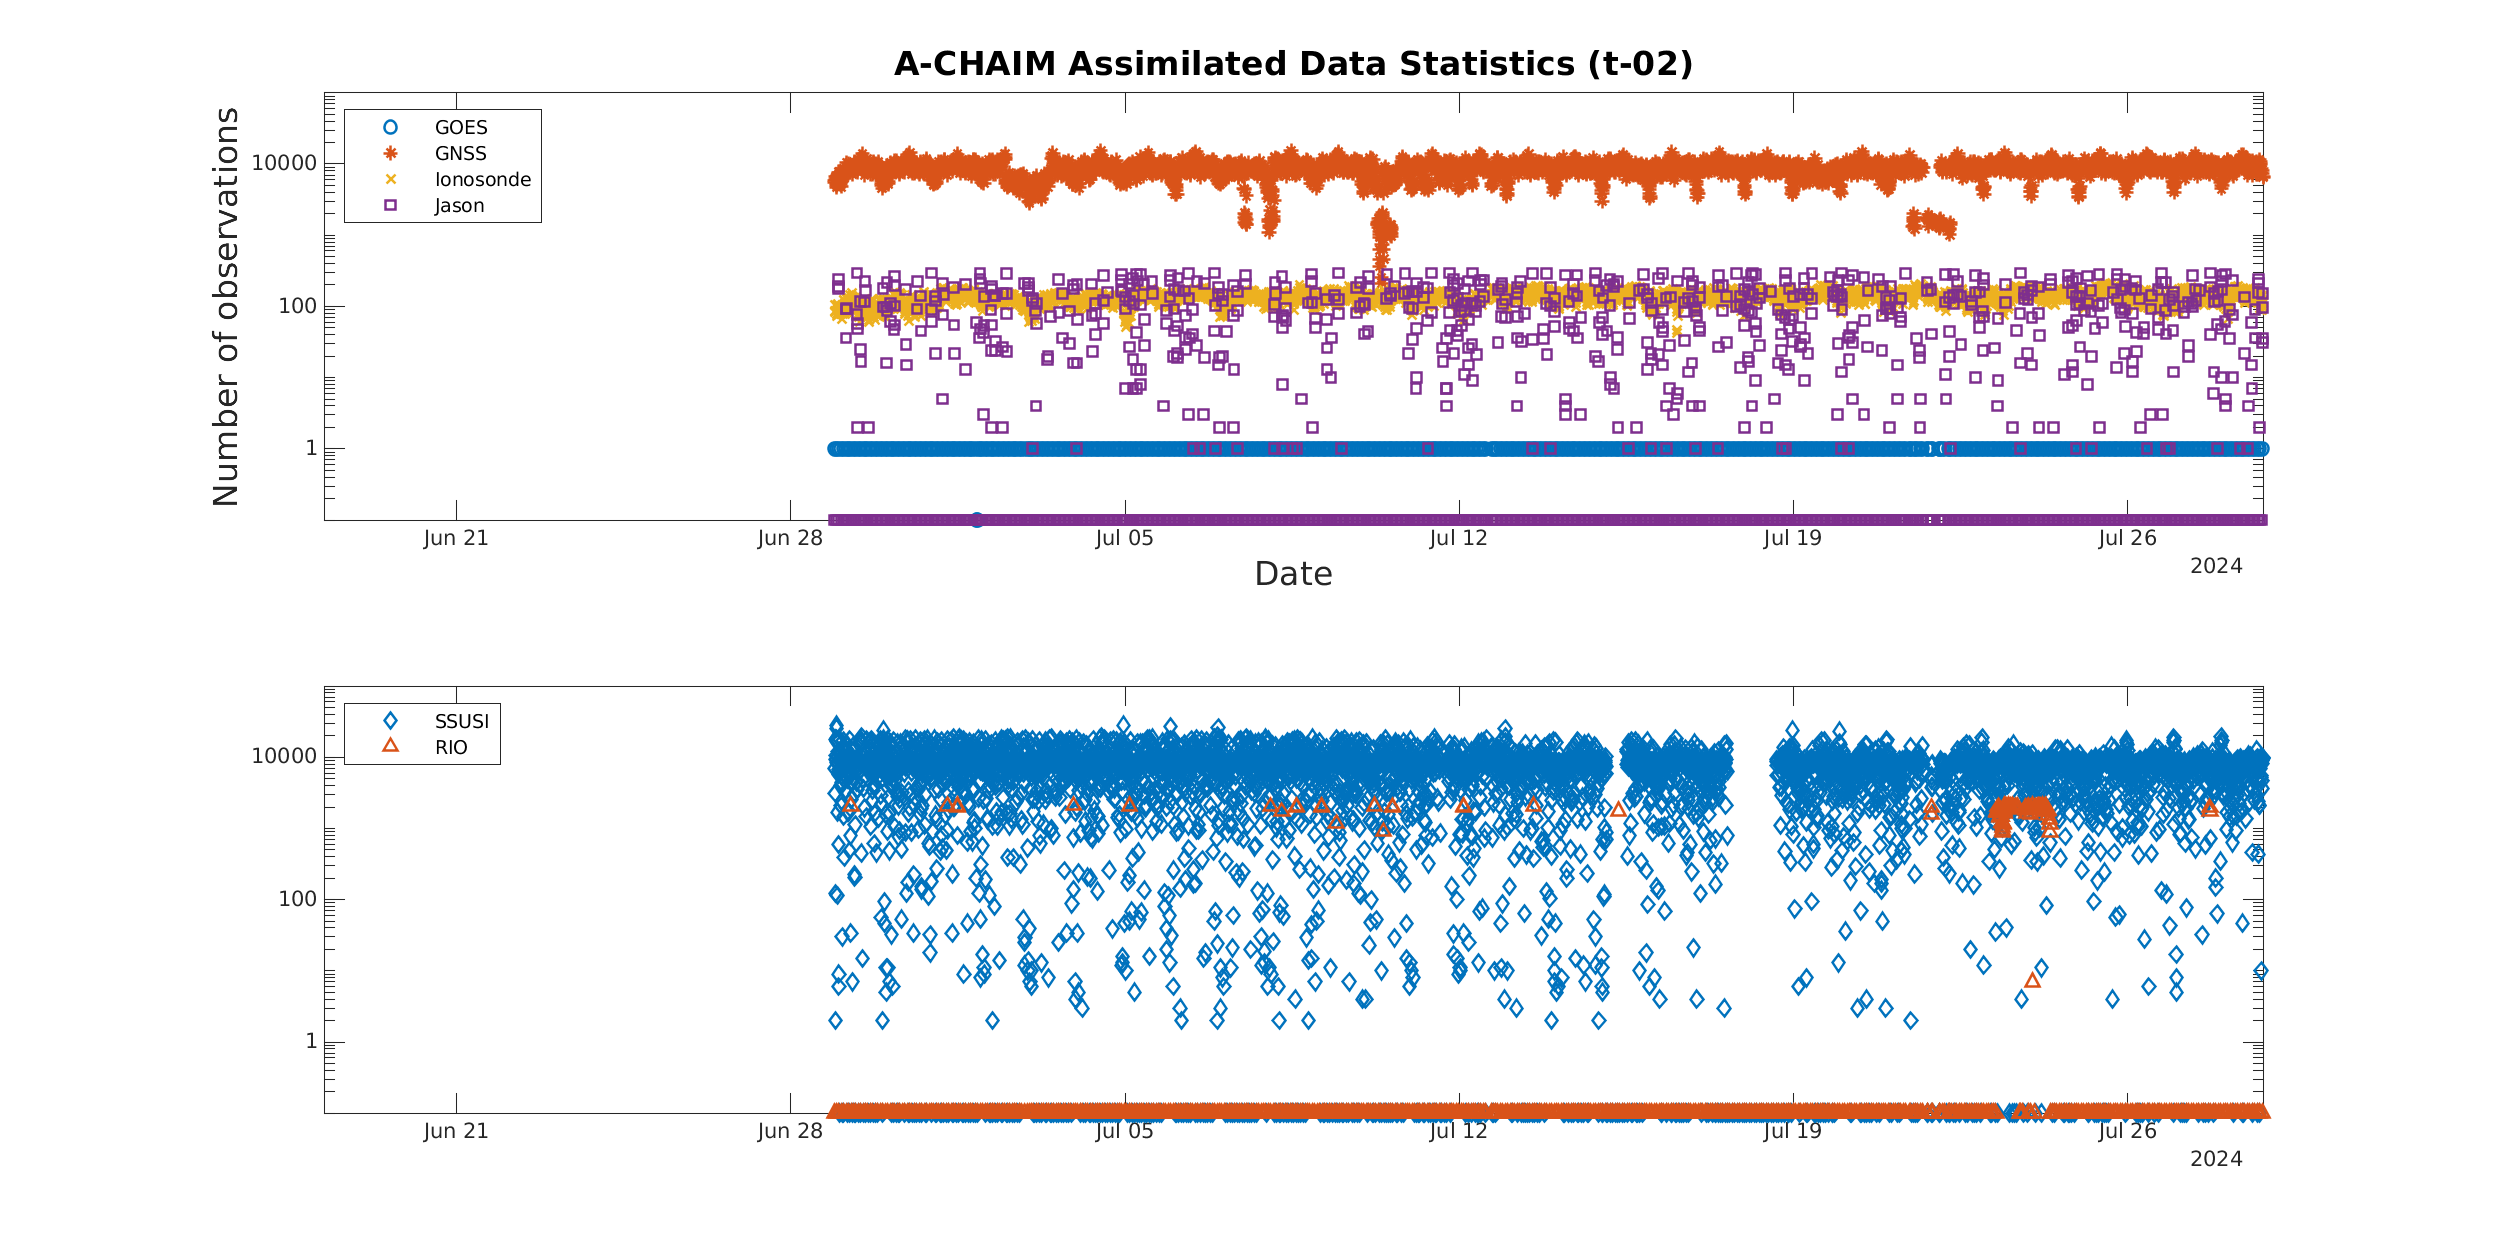 A-CHAIM Assimilated Data Statistics (t-02)
Number of observations
10000
100
1
GOES
GNSS
Ionosonde
Jason
Jun 21
Jun 28
Jul 05
Jul 12
Jul 19
Jul 26
2024
Date
10000
100
1
SSUSI
RIO
Jun 21
Jun 28
Jul 05
Jul 12
Jul 19
Jul 26
2024